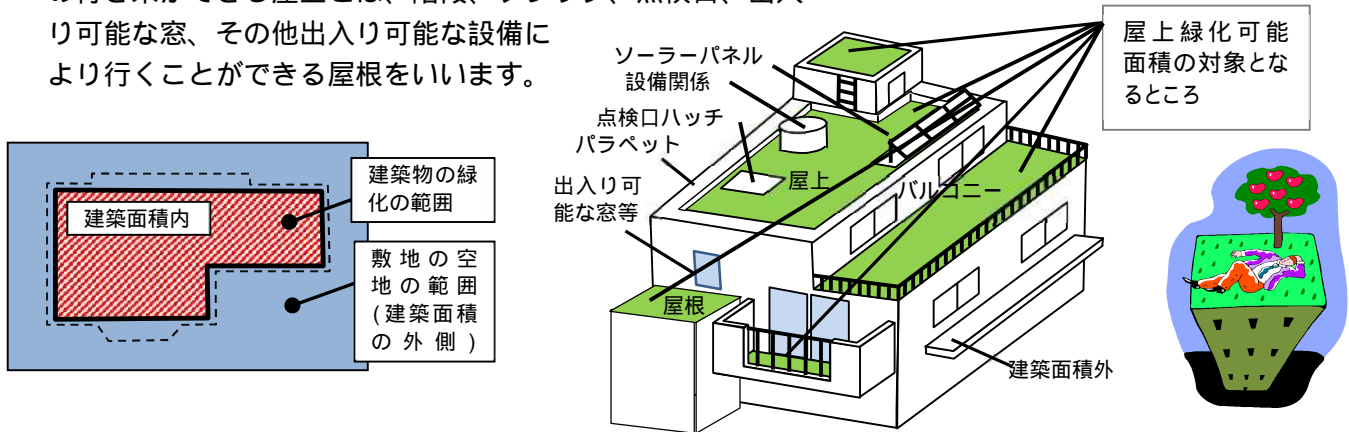 り可能な窓、その他出入り可能な設備に
より行くことができる屋根をいいます。
建築面積内
建築物の緑
化の範囲
敷地の空
地の範囲
(建築面積
の外側)
ソーラーパネル
設備関係
点検口ハッチ
パラペット
出入り可
能な窓等
屋上
バルコニー
屋根
建築面積外
屋上緑化可能
面積の対象とな
るところ